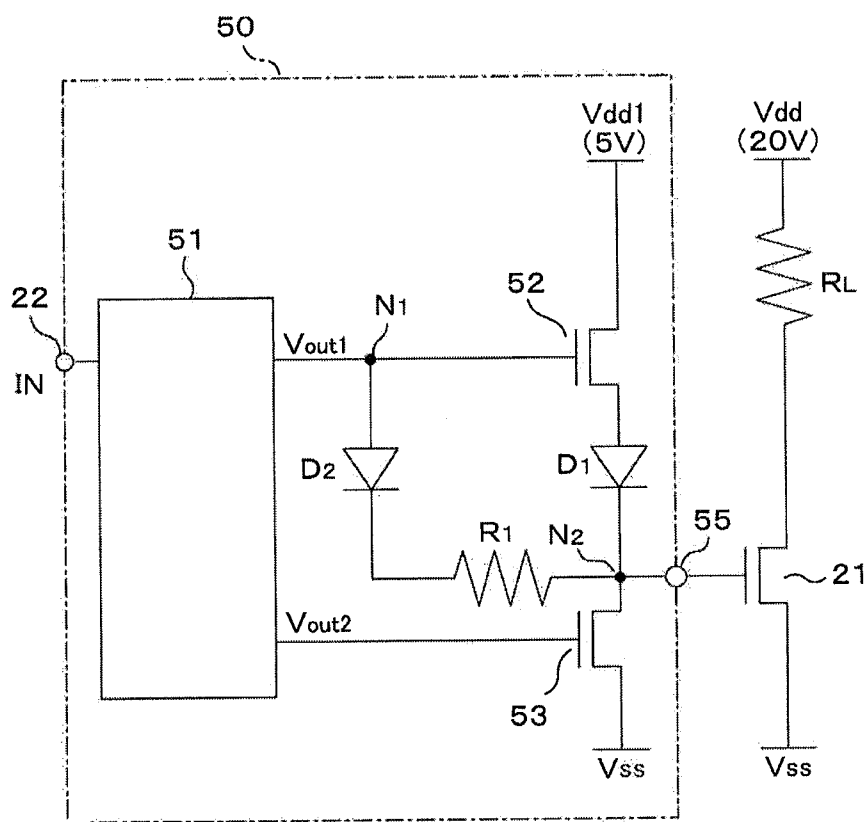 50
Vdd1
(5V)
Vdd
(20V)
51
22
IN
Vout1
N1
52
RL
D2
D1
R1
N2
55
21
Vout2
53
Vss
Vss